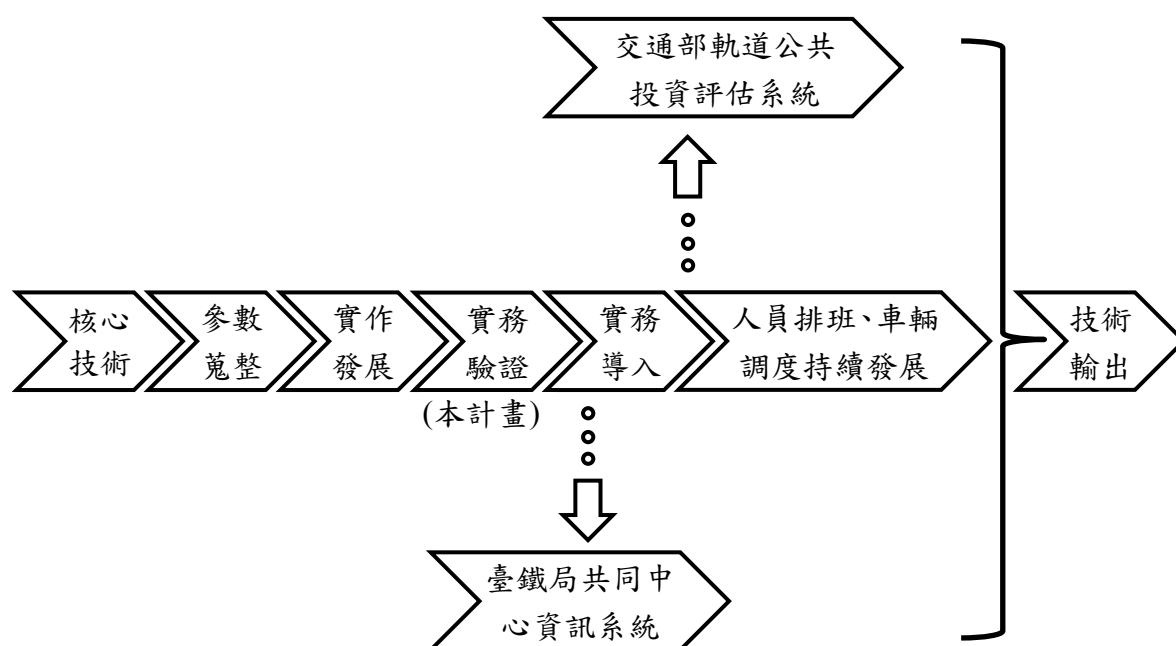 交通部軌道公共
投資評估系統
核心
技術
參數
蒐整
實作
發展
實務
驗證
(本計畫)
實務
導入
人員排班、車輛
調度持續發展
技術
輸出
臺鐵局共同中
心資訊系統